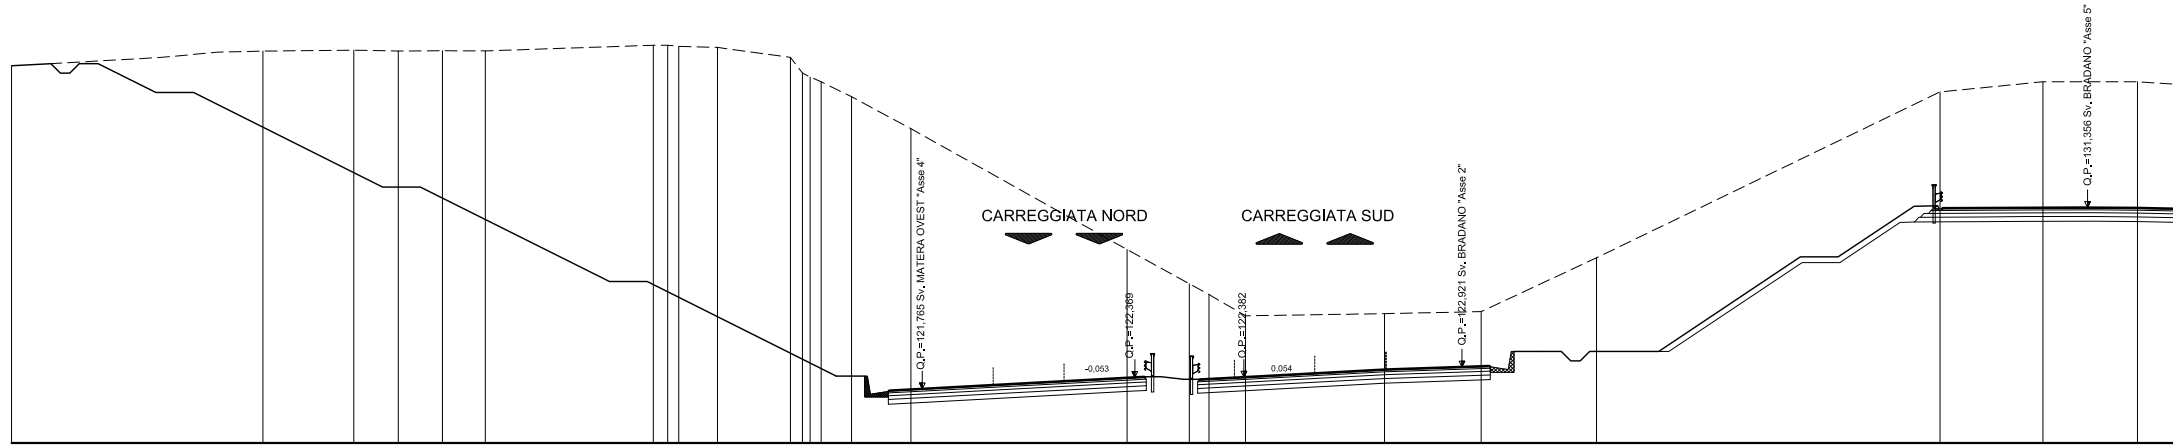 Q.P.=121,765 Sv. MATERA OVEST "Asse 4"
CARREGGIATA NORD
-0,053
Q.P.=122,369
CARREGGIATA SUD
Q.P.=122,382
0,054
Q.P.=122,921 Sv. BRADANO "Asse 2"
Q.P.=131,356 Sv. BRADANO "Asse 5"